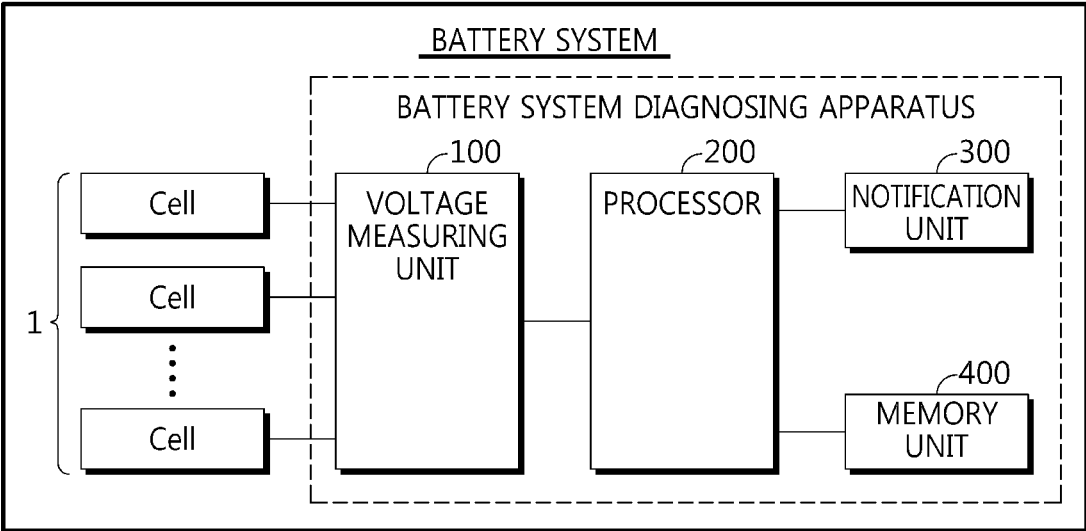 BATTERY SYSTEM
BATTERY SYSTEM DIAGNOSING APPARATUS
100
200
300
Cell
VOLTAGE
MEASURING
UNIT
PROCESSOR
NOTIFICATION
UNIT
Cell
1
400
Cell
MEMORY
UNIT